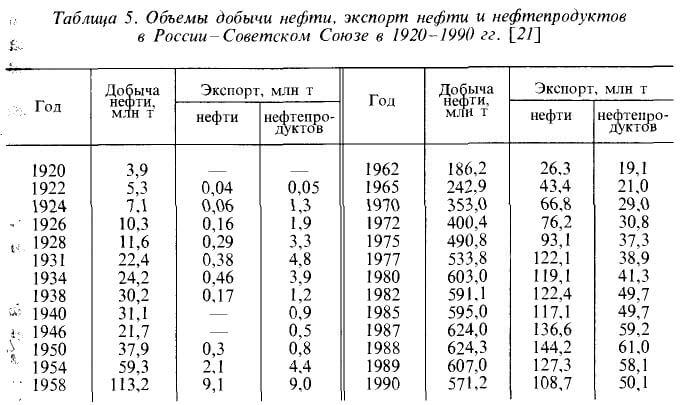 Таблица 5. Объемы добычи нефти, экспорт нефти и нефтепродуктов
в России–Советском Союзе в 1920–1990 гг. [21]
Год Добыча нефти, млн т Экспорт, млн т Год Добыча нефти, млн т Экспорт, млн т
нефти нефтепро-дуктов нефти нефтепро-дуктов
1920 3,9 — — 1962 186,2 26,3 19,1
1922 5,3 0,04 0,05 1965 242,9 43,4 21,0
1924 7,1 0,06 1,3 1970 353,0 66,8 29,0
1926 10,3 0,16 1,9 1972 400,4 76,2 30,8
1928 11,6 0,29 3,3 1975 490,8 93,1 37,3
1931 22,4 0,38 4,8 1977 533,8 122,1 38,9
1934 24,2 0,46 3,9 1980 603,0 119,1 41,3
1938 30,2 0,17 1,2 1982 591,1 122,4 49,7
1940 31,1 — 0,9 1985 595,0 117,1 49,7
1946 21,7 — 0,5 1987 624,0 136,6 59,2
1950 37,9 0,3 0,8 1988 624,3 144,2 61,0
1954 59,3 2,1 4,4 1989 607,0 127,3 58,1
1958 113,2 9,1 9,0 1990 571,2 108,7 50,1